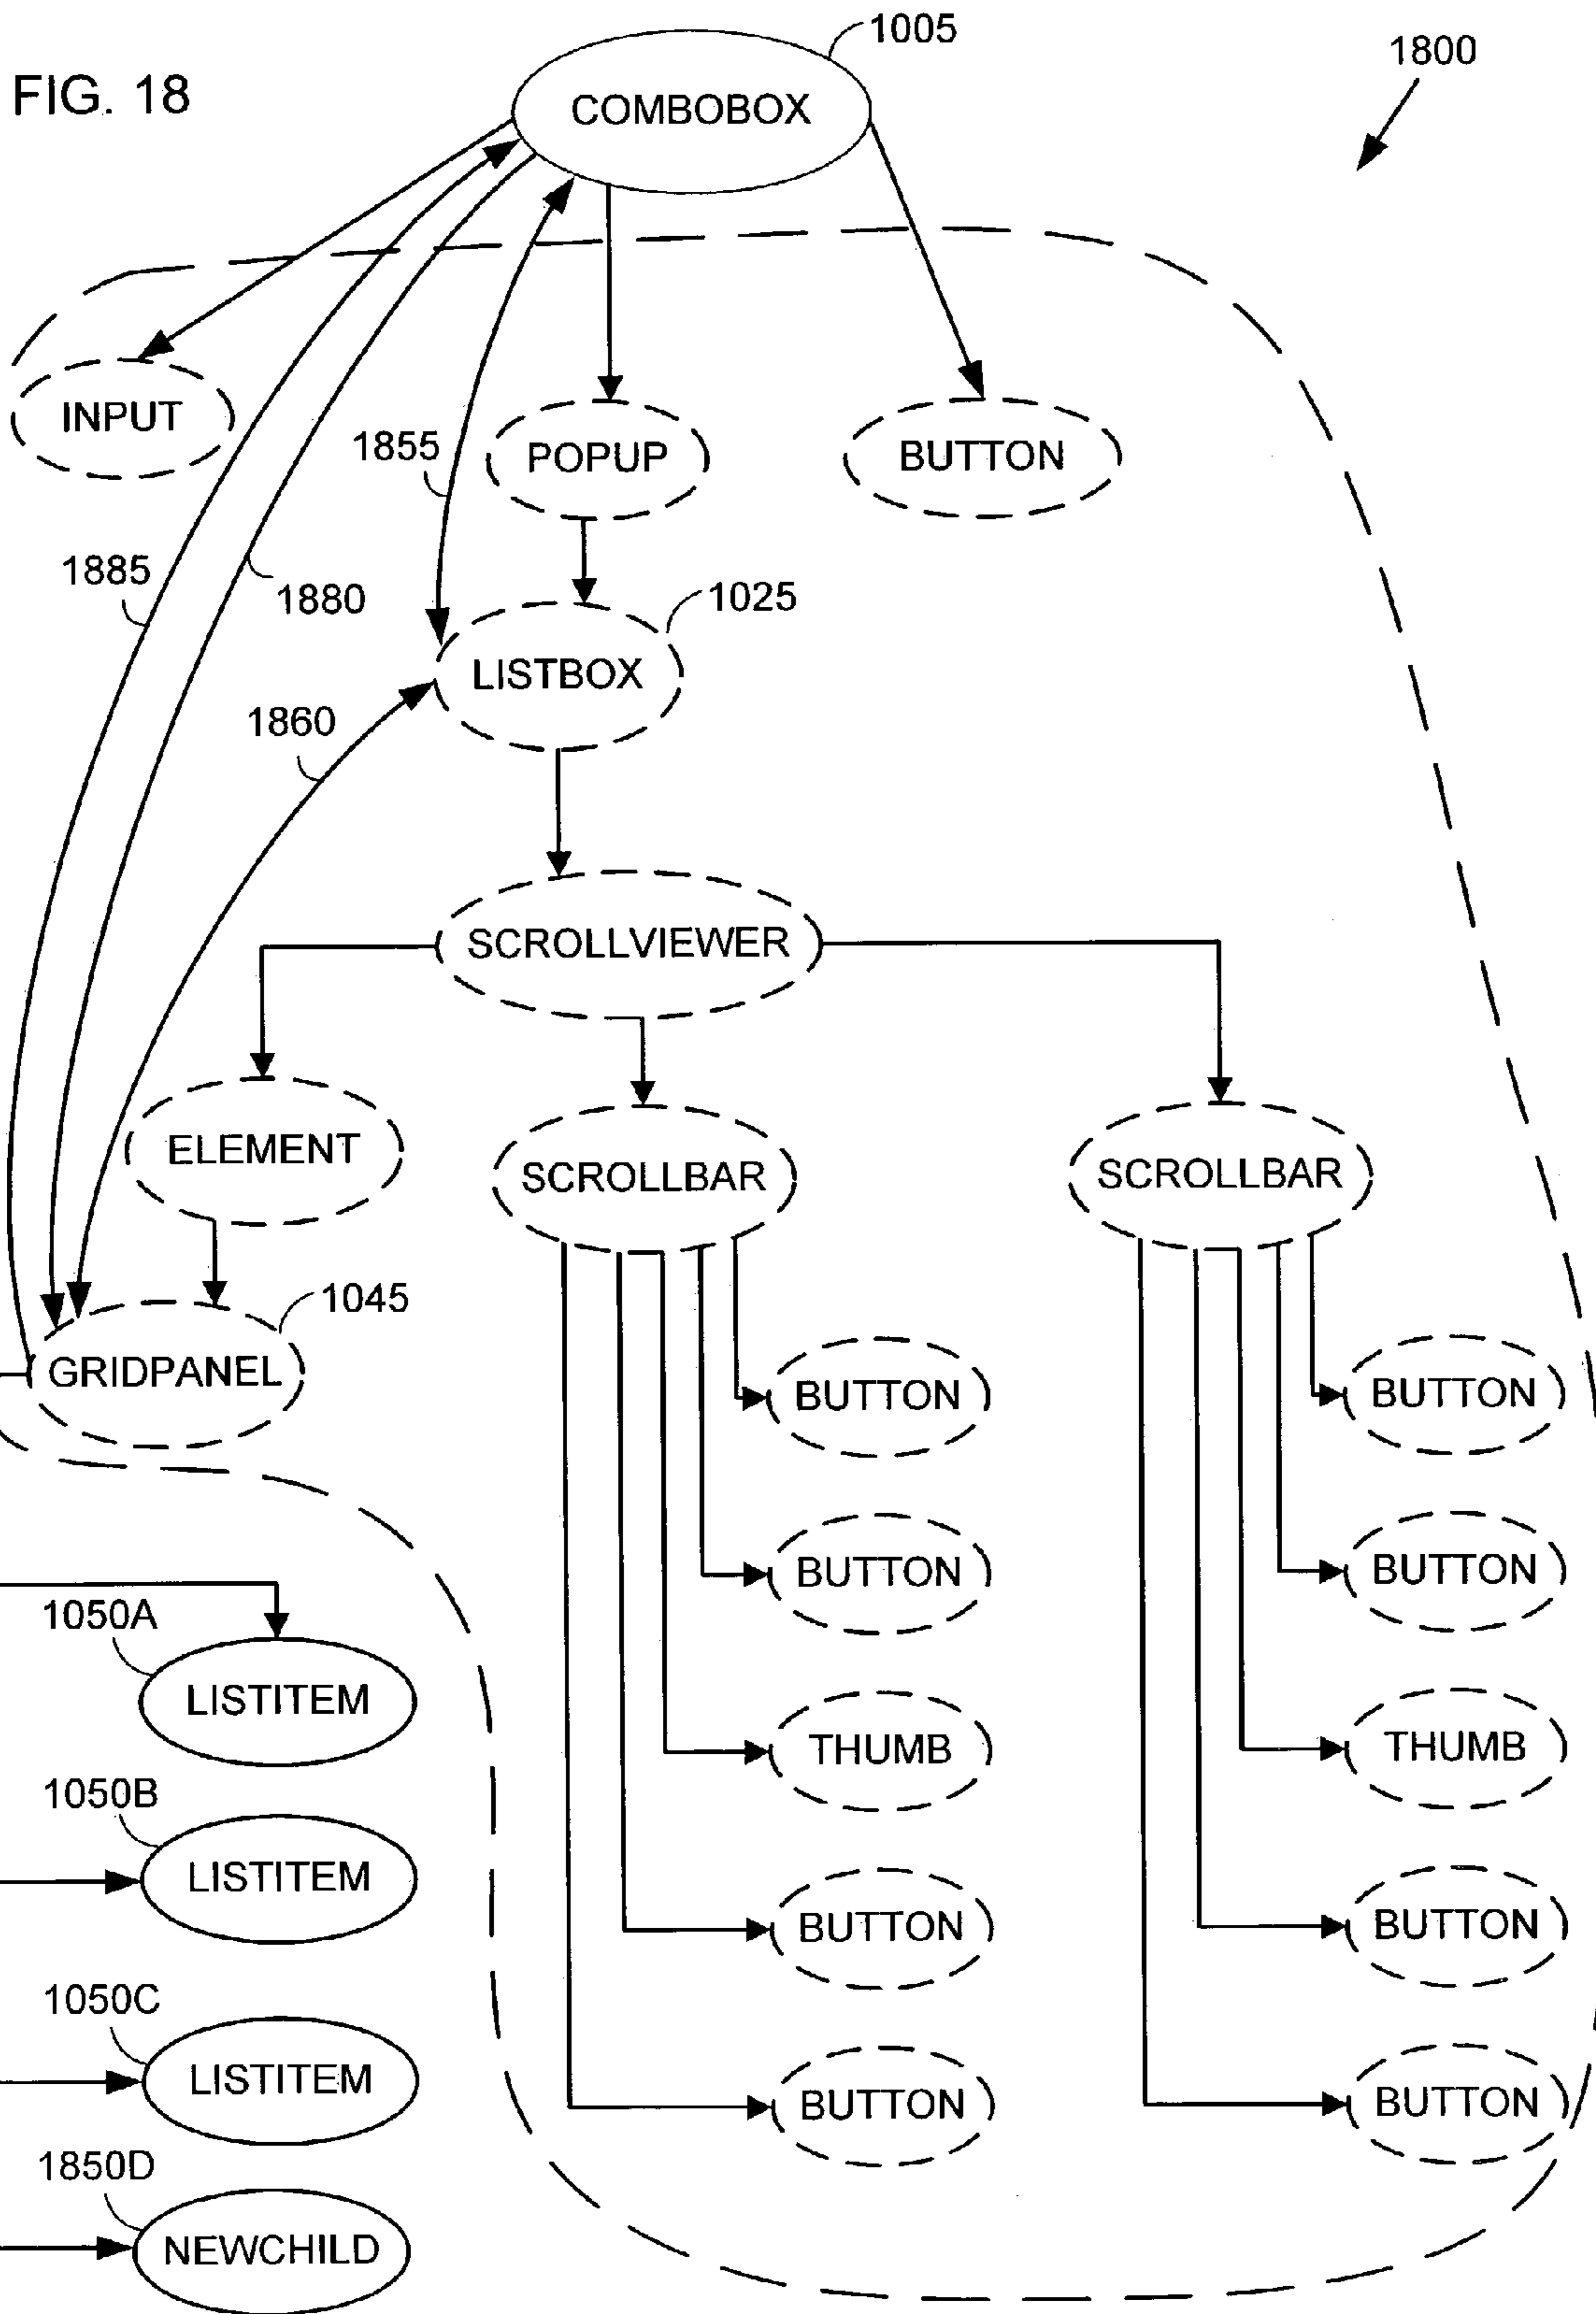 1005
1800
FIG. 18
COMBOBOX
INPUT
1855
POPUP
BUTTON
1885
1880
1025
LISTBOX
1860
SCROLLVIEWER
ELEMENT
SCROLLBAR
SCROLLBAR
1045
GRIDPANEL
BUTTON
BUTTON
BUTTON
BUTTON
1050A
LISTITEM
THUMB
THUMB
1050B
LISTITEM
BUTTON
BUTTON
1050C
LISTITEM
BUTTON
BUTTON
1850D
NEWCHILD